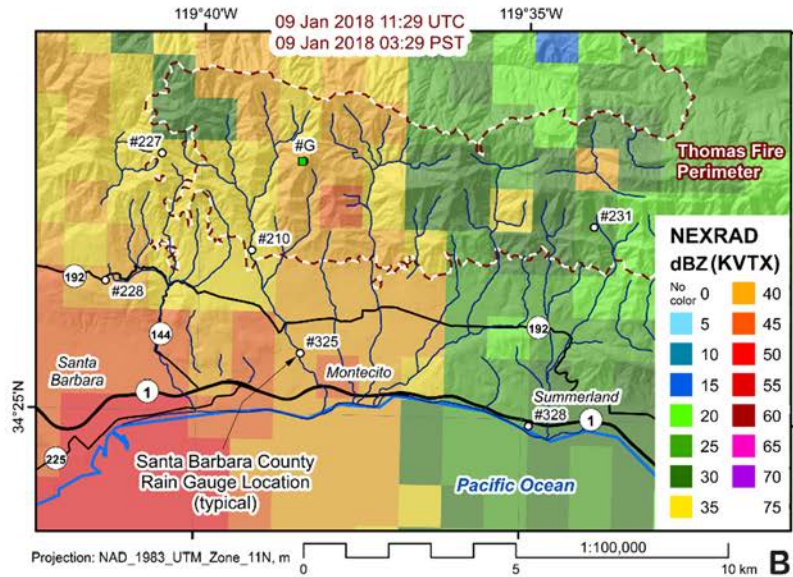 119°40'W
119°35'W
09 Jan 2018 11:29 UTC
09 Jan 2018 03:29 PST
#227
#G
Thomas Fire
Perimeter
#231
#210
192
#228
144
Santa
Barbara
#325
192
Montecito
Summerland
1
#328
1
34°25'N
225
Santa Barbara County
Rain Gauge Location
(typical)
Pacific Ocean
NEXRAD
dBZ (KVTX)
No
color 0 40
5 45
10 50
15 55
20 60
25 65
30 70
35 75
Projection: NAD_1983_UTM_Zone_11N, m
1:100,000
0 5 10 km
B